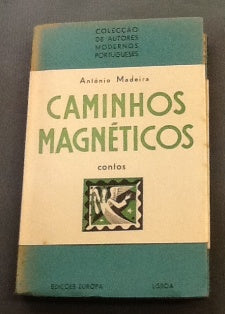 COLECÇÃO
DE AUTORES
MODERNOS
PORTUGUESES
António Madeira
CAMINHOS
MAGNÉTICOS
contos
EDIÇÕES EUROPA LISBOA